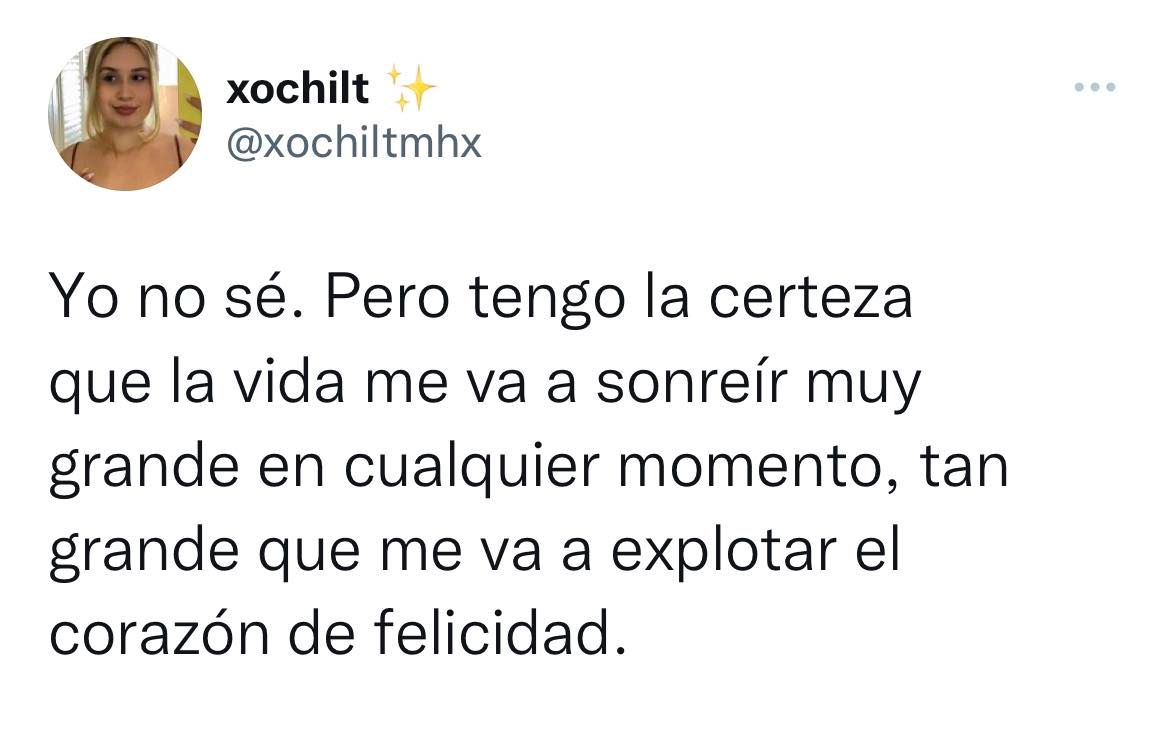 xochilt ✨
@xochiltmhx
Yo no sé. Pero tengo la certeza
que la vida me va a sonreír muy
grande en cualquier momento, tan
grande que me va a explotar el
corazón de felicidad.